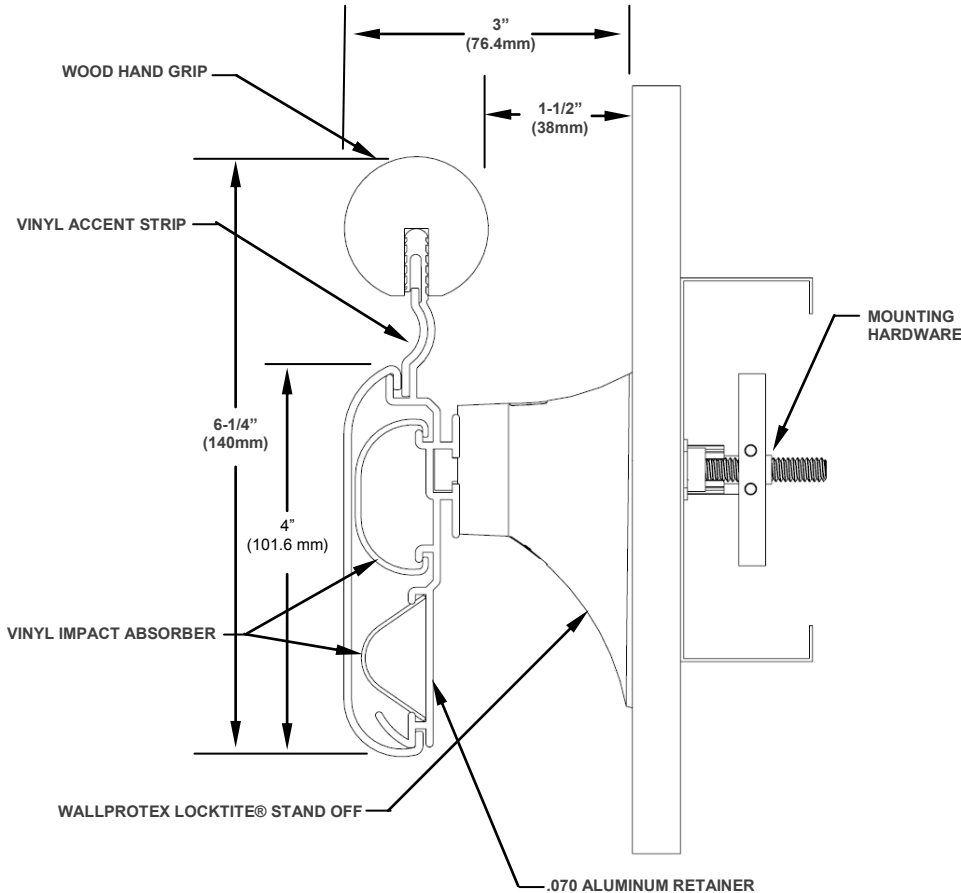 3”
(76.4mm)
WOOD HAND GRIP
1-1/2”
(38mm)
VINYL ACCENT STRIP
MOUNTING
HARDWARE
6-1/4”
(140mm)
4”
(101.6 mm)
VINYL IMPACT ABSORBER
WALLPROTEX LOCKTITE® STAND OFF
.070 ALUMINUM RETAINER